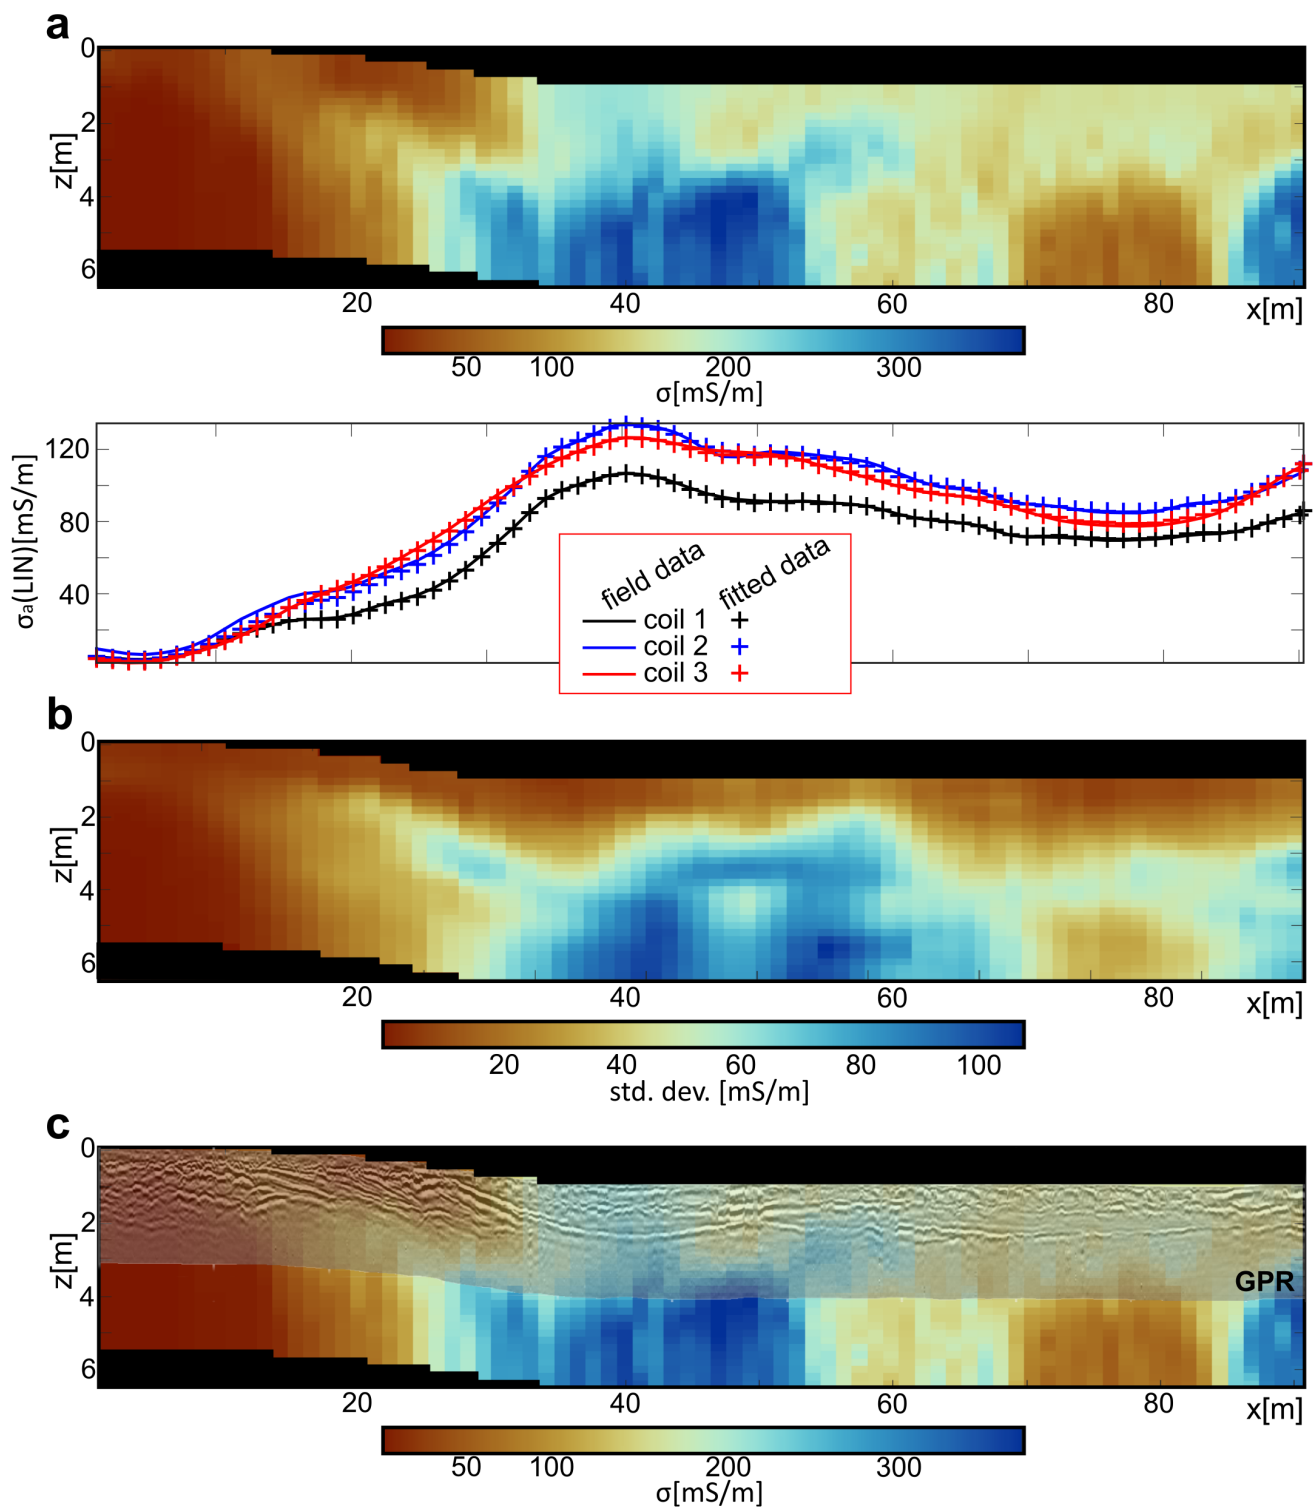 a
0
2
4
6
z[m]
20 40 60 80 x[m]
50 100 200 300
σ[mS/m]
120
80
40
σₐ(LIN)[mS/m]
field data fitted data
coil 1
coil 2
coil 3
b
0
2
4
6
z[m]
20 40 60 80 x[m]
20 40 60 80 100
std. dev. [mS/m]
c
0
2
4
6
z[m]
GPR
20 40 60 80 x[m]
50 100 200 300
σ[mS/m]